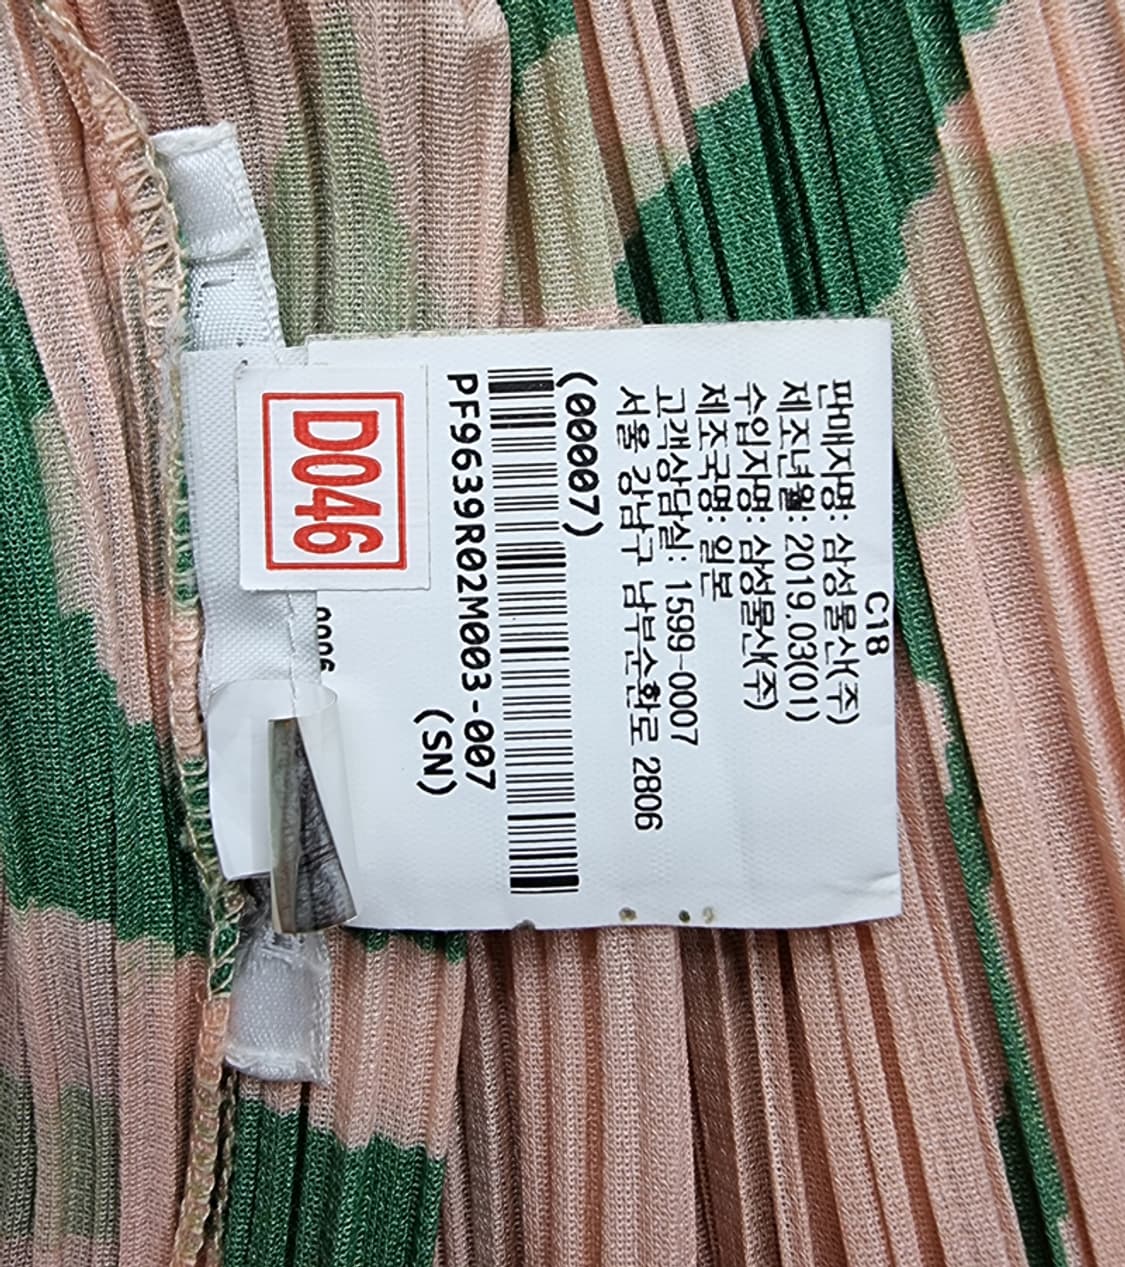 C18
판매자명: 삼성물산(주)
제조년월: 2019.03(01)
수입자명: 삼성물산(주)
제조국명: 일본
고객상담실: 1599-0007
서울 강남구 남부순환로 2806
(00007)
PF9639R02M003-007
(SN)
D046